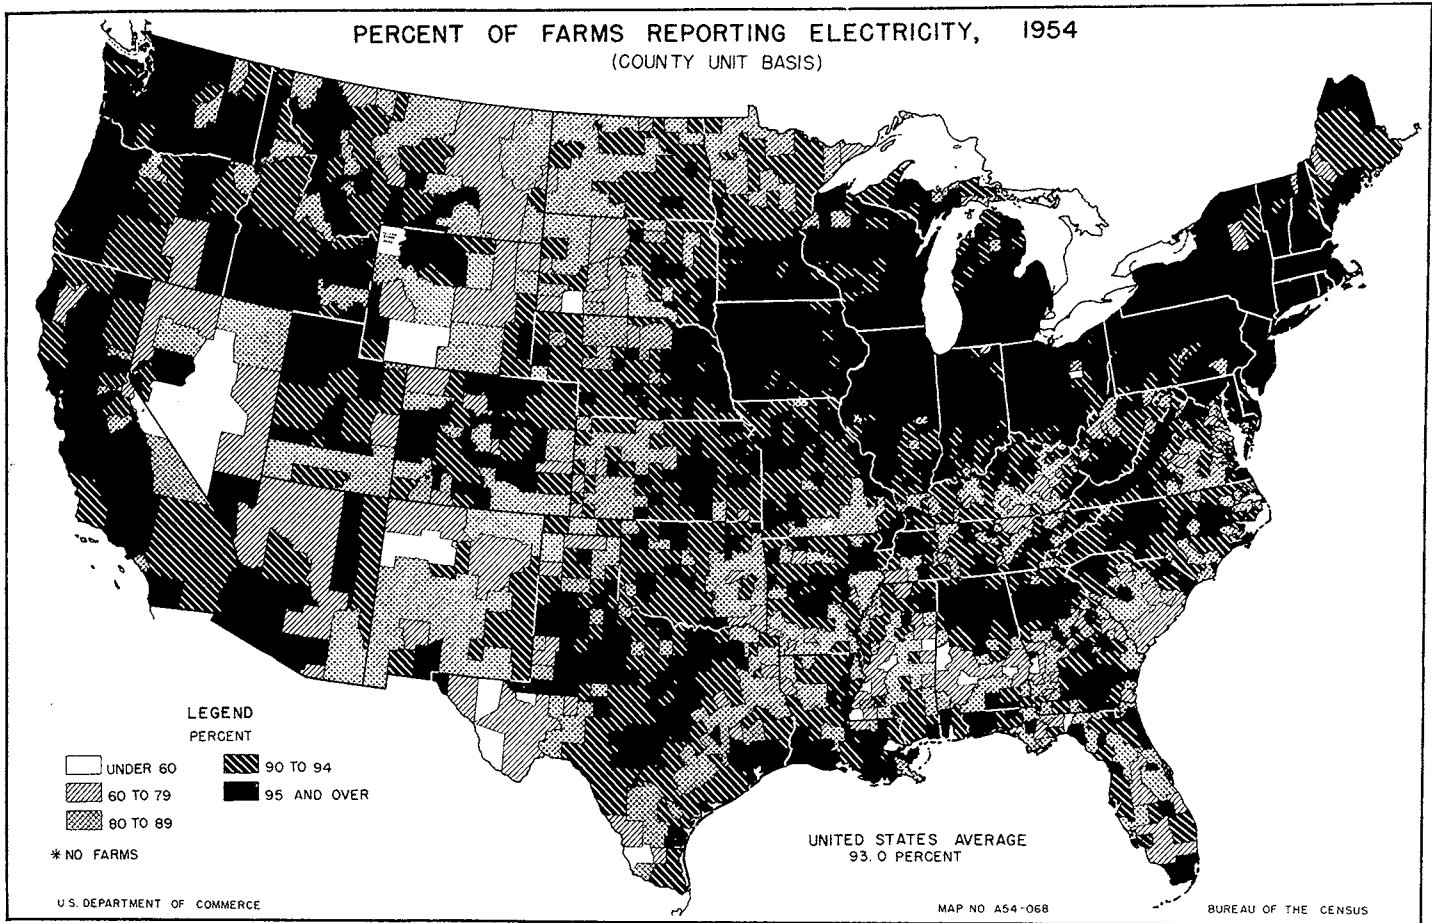 PERCENT OF FARMS REPORTING ELECTRICITY, 1954
(COUNTY UNIT BASIS)
LEGEND
PERCENT
UNDER 60
60 TO 79
80 TO 89
90 TO 94
95 AND OVER
* NO FARMS
UNITED STATES AVERAGE
93.0 PERCENT
U.S. DEPARTMENT OF COMMERCE
MAP NO A54-068
BUREAU OF THE CENSUS